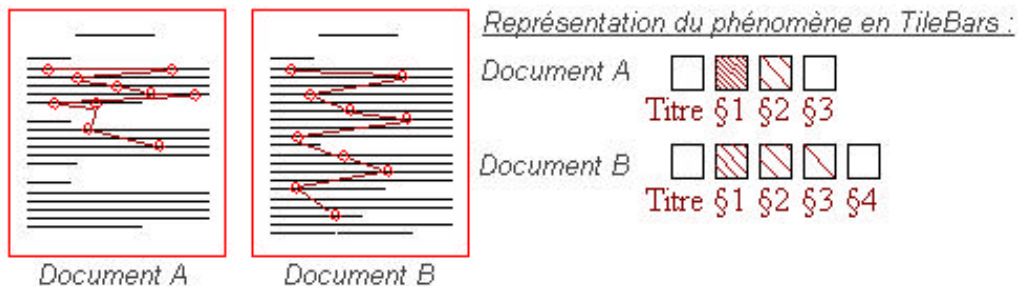 Représentation du phénomène en TileBars :
Document A
Titre §1 §2 §3
Document B
Titre §1 §2 §3 §4
Document A
Document B